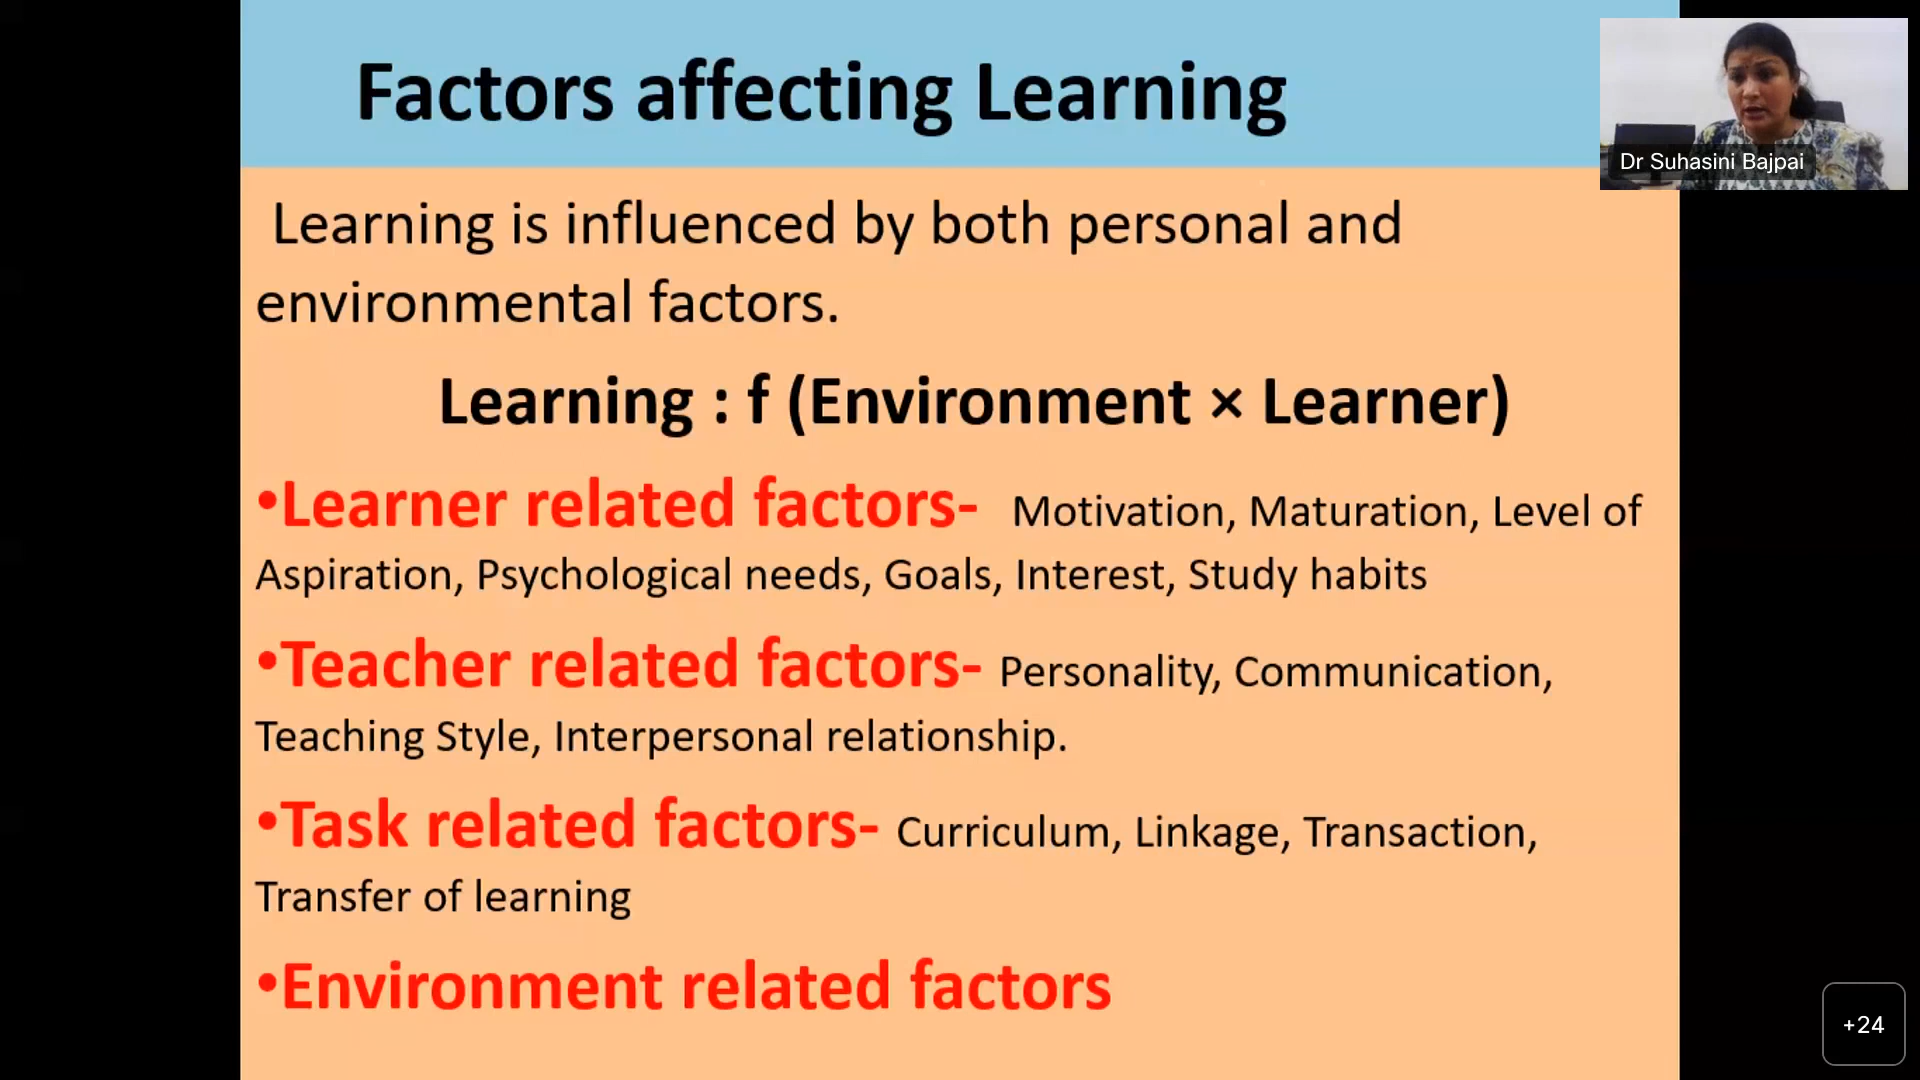 Factors affecting Learning
Dr Suhasini Bajpai
Learning is influenced by both personal and
environmental factors.
Learning : f (Environment × Learner)
•Learner related factors- Motivation, Maturation, Level of
Aspiration, Psychological needs, Goals, Interest, Study habits
•Teacher related factors- Personality, Communication,
Teaching Style, Interpersonal relationship.
•Task related factors- Curriculum, Linkage, Transaction,
Transfer of learning
•Environment related factors
+24